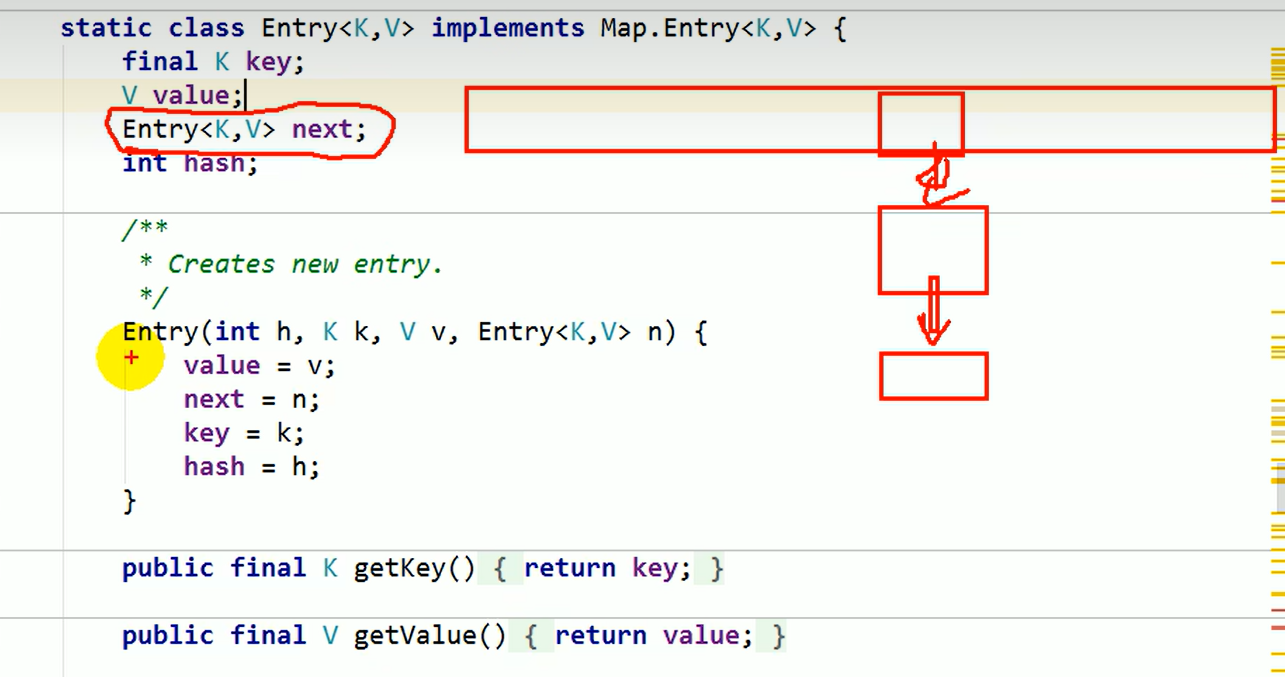 static class Entry<K,V> implements Map.Entry<K,V> {
final K key;
V value;
Entry<K,V> next;
int hash;
/**
* Creates new entry.
*/
Entry(int h, K k, V v, Entry<K,V> n) {
value = v;
next = n;
key = k;
hash = h;
}
public final K getKey() { return key; }
public final V getValue() { return value; }